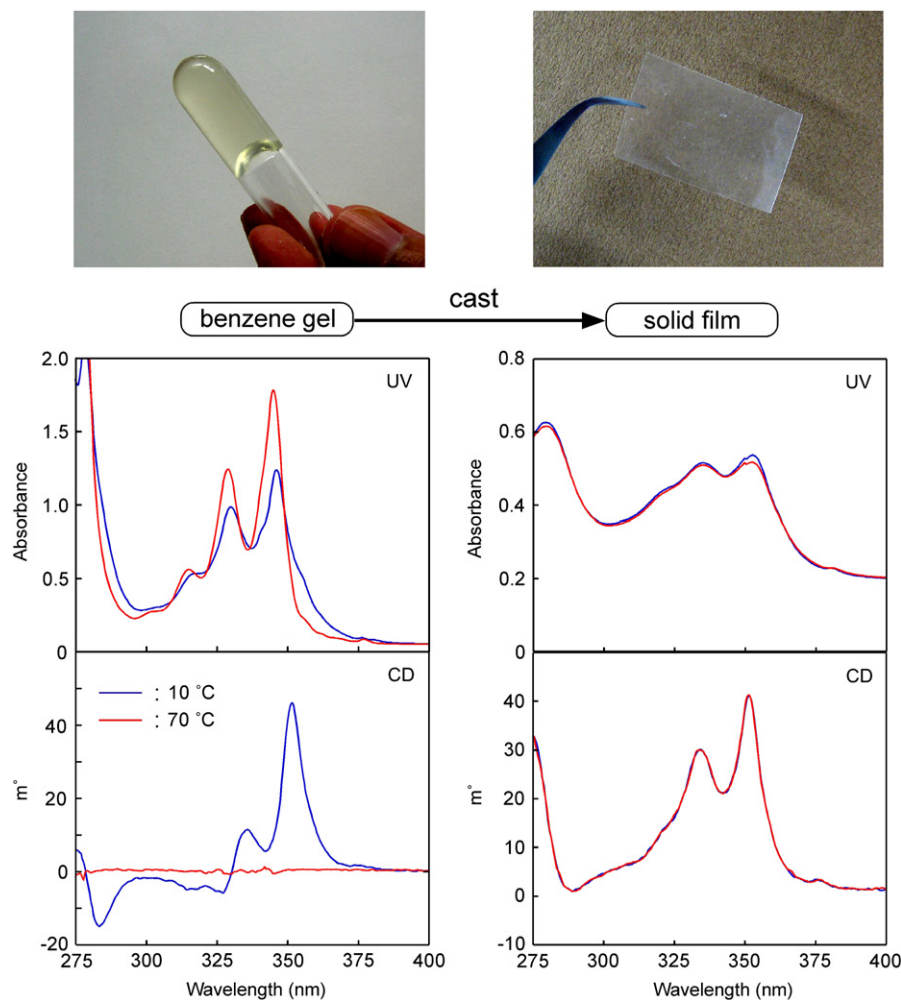 cast
benzene gel
solid film
2.0
1.5
1.0
0.5
0
Absorbance
UV
0.8
0.6
0.4
0.2
0
Absorbance
UV
40
20
0
-20
m°
CD
: 10 °C
: 70 °C
275 300 325 350 375 400
Wavelength (nm)
40
30
20
10
0
-10
m°
CD
275 300 325 350 375 400
Wavelength (nm)